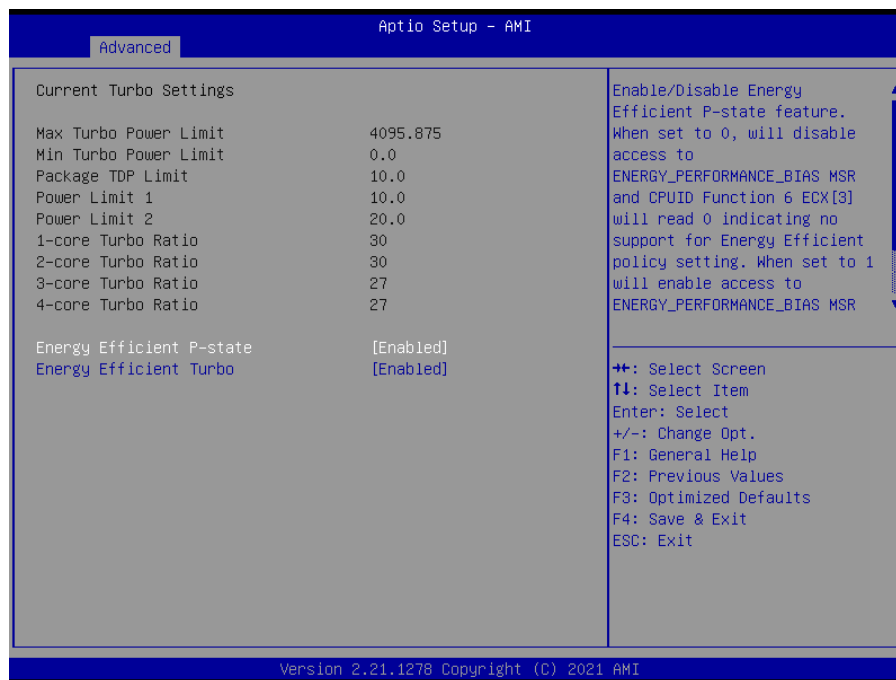 Aptio Setup – AMI
Advanced
Current Turbo Settings
Max Turbo Power Limit 4095.875
Min Turbo Power Limit 0.0
Package TDP Limit 10.0
Power Limit 1 10.0
Power Limit 2 20.0
1-core Turbo Ratio 30
2-core Turbo Ratio 30
3-core Turbo Ratio 27
4-core Turbo Ratio 27
Energy Efficient P-state [Enabled]
Energy Efficient Turbo [Enabled]
Enable/Disable Energy
Efficient P-state feature.
When set to 0, will disable
access to
ENERGY_PERFORMANCE_BIAS MSR
and CPUID Function 6 ECX[3]
will read 0 indicating no
support for Energy Efficient
policy setting. When set to 1
will enable access to
ENERGY_PERFORMANCE_BIAS MSR
→←: Select Screen
↑↓: Select Item
Enter: Select
+/-: Change Opt.
F1: General Help
F2: Previous Values
F3: Optimized Defaults
F4: Save & Exit
ESC: Exit
Version 2.21.1278 Copyright (C) 2021 AMI